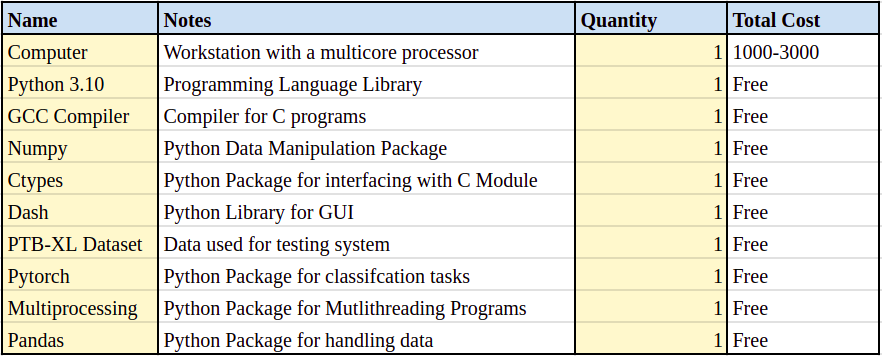 Name Notes Quantity Total Cost
Computer Workstation with a multicore processor 1 1000-3000
Python 3.10 Programming Language Library 1 Free
GCC Compiler Compiler for C programs 1 Free
Numpy Python Data Manipulation Package 1 Free
Ctypes Python Package for interfacing with C Module 1 Free
Dash Python Library for GUI 1 Free
PTB-XL Dataset Data used for testing system 1 Free
Pytorch Python Package for classifcation tasks 1 Free
Multiprocessing Python Package for Mutlithreading Programs 1 Free
Pandas Python Package for handling data 1 Free